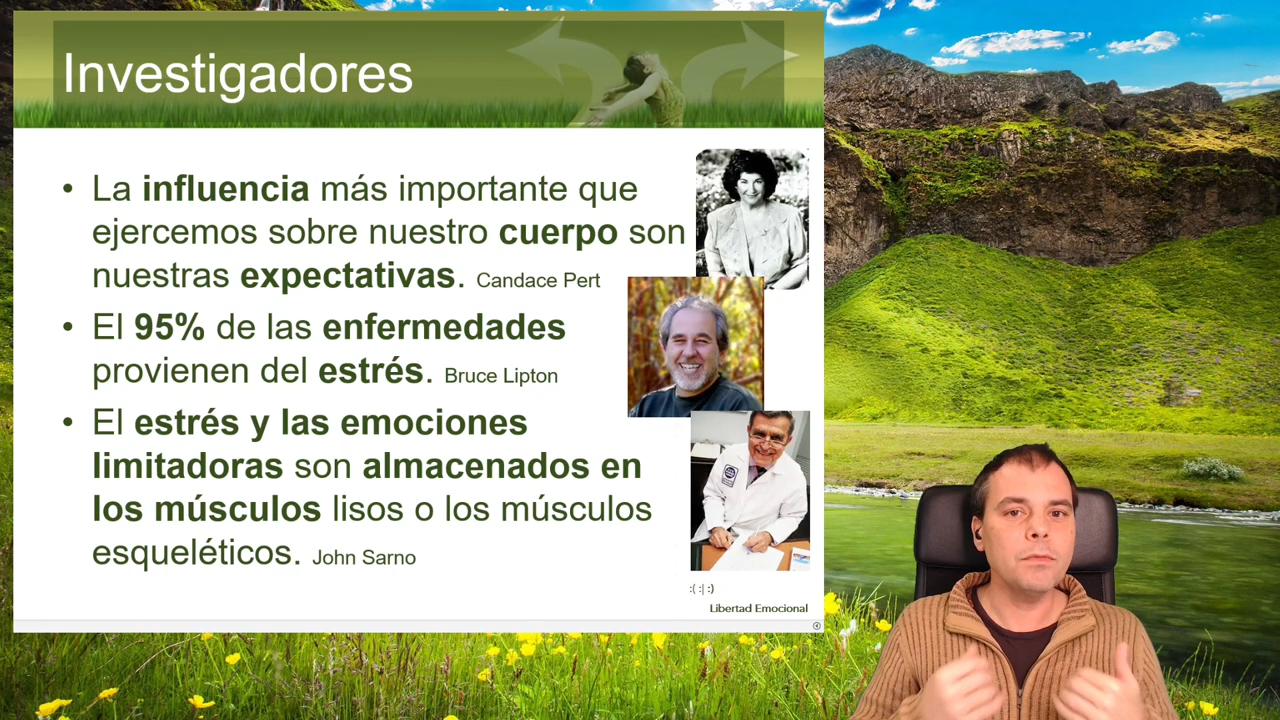 Investigadores
• La influencia más importante que
ejercemos sobre nuestro cuerpo son
nuestras expectativas. Candace Pert
• El 95% de las enfermedades
provienen del estrés. Bruce Lipton
• El estrés y las emociones
limitadoras son almacenados en
los músculos lisos o los músculos
esqueléticos. John Sarno
:( :| :)
Libertad Emocional